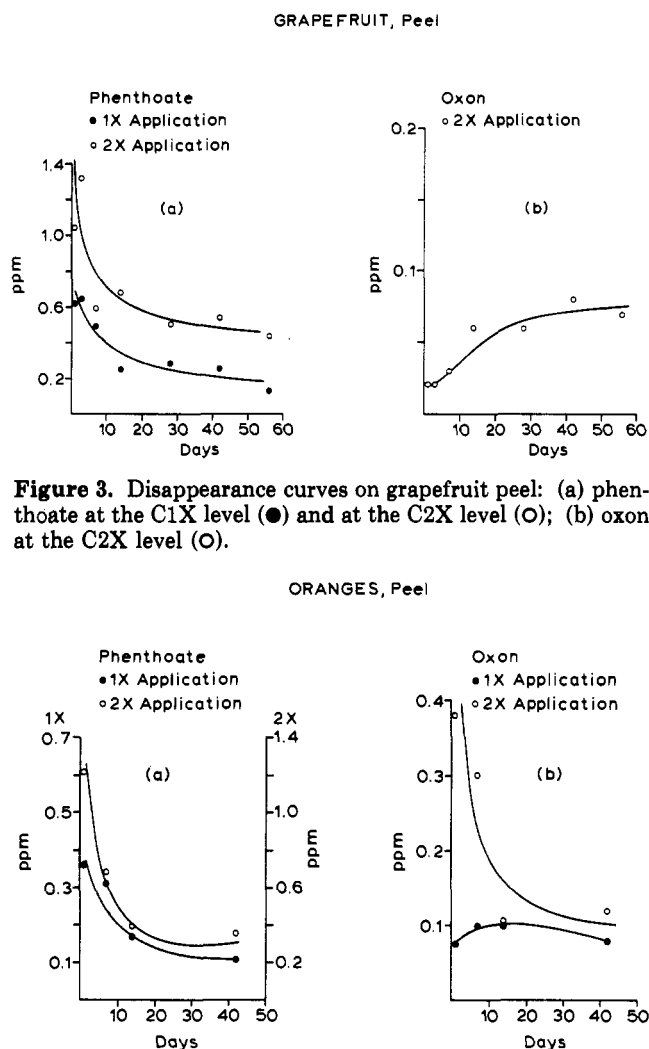 GRAPEFRUIT, Peel
Phenthoate
● 1X Application
○ 2X Application
(a)
1.4
1.0
0.6
0.2
ppm
10 20 30 40 50 60
Days
Oxon
○ 2X Application
(b)
0.2
0.1
ppm
10 20 30 40 50 60
Days
Figure 3. Disappearance curves on grapefruit peel: (a) phen-
thoate at the C1X level (●) and at the C2X level (○); (b) oxon
at the C2X level (○).
ORANGES, Peel
Phenthoate
● 1X Application
○ 2X Application
1X
2X
(a)
0.7
0.5
0.3
0.1
ppm
1.4
1.0
0.6
0.2
ppm
10 20 30 40 50
Days
Oxon
● 1X Application
○ 2X Application
(b)
0.4
0.3
0.2
0.1
ppm
10 20 30 40 50
Days